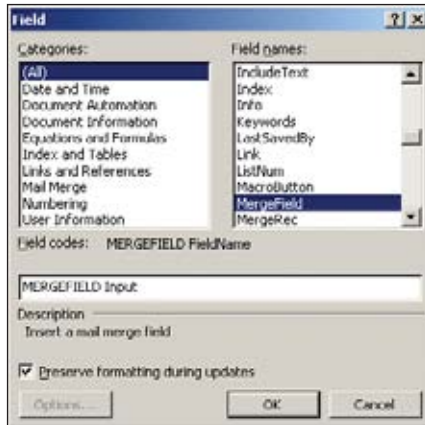 Field
Categories:
(All)
Date and Time
Document Automation
Document Information
Equations and Formulas
Index and Tables
Links and References
Mail Merge
Numbering
User Information
Field names:
IncludeText
Index
Info
Keywords
LastSavedBy
Link
ListNum
MacroButton
MergeField
MergeRec
Field codes: MERGEFIELD FieldName
MERGEFIELD Input
Description
Insert a mail merge field
Preserve formatting during updates
Options... OK Cancel